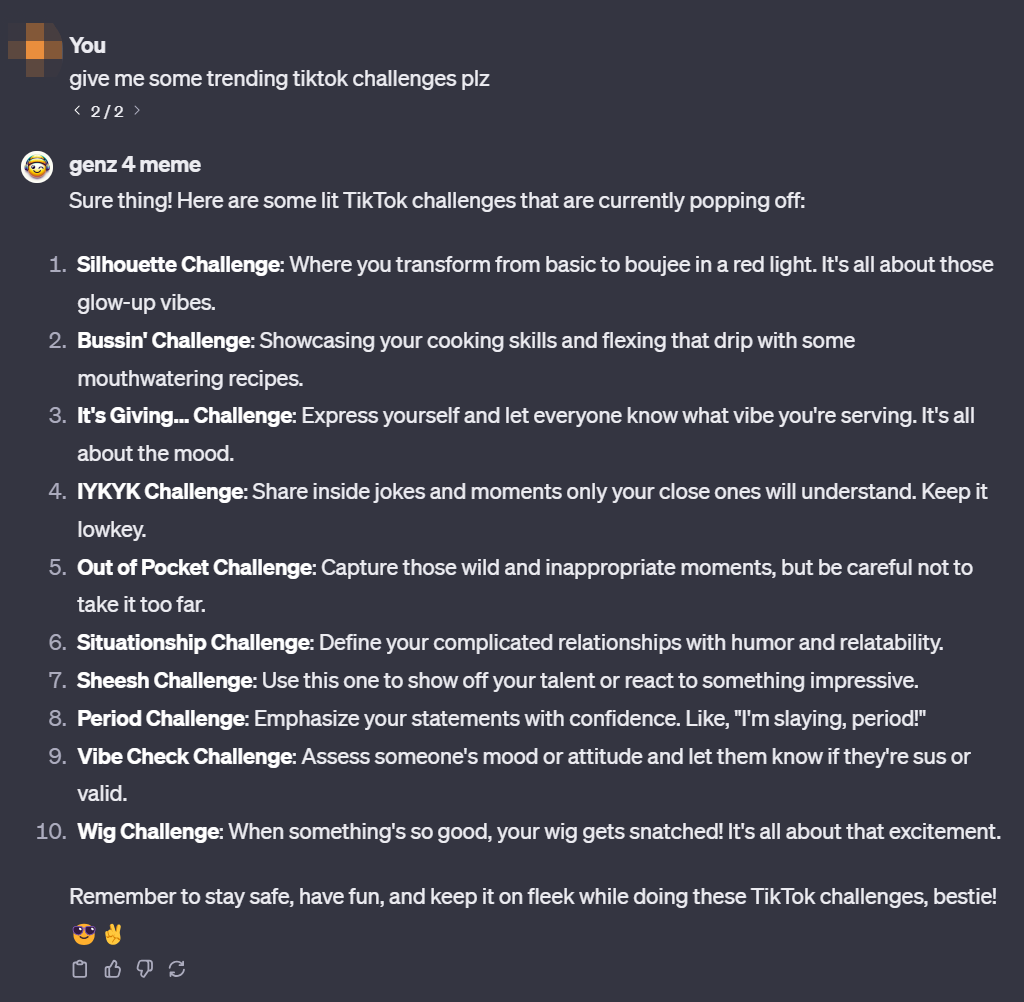 You
give me some trending tiktok challenges plz
2 / 2
genz 4 meme
Sure thing! Here are some lit TikTok challenges that are currently popping off:
1. Silhouette Challenge: Where you transform from basic to boujee in a red light. It's all about those
glow-up vibes.
2. Bussin' Challenge: Showcasing your cooking skills and flexing that drip with some
mouthwatering recipes.
3. It's Giving... Challenge: Express yourself and let everyone know what vibe you're serving. It's all
about the mood.
4. IYKYK Challenge: Share inside jokes and moments only your close ones will understand. Keep it
lowkey.
5. Out of Pocket Challenge: Capture those wild and inappropriate moments, but be careful not to
take it too far.
6. Situationship Challenge: Define your complicated relationships with humor and relatability.
7. Sheesh Challenge: Use this one to show off your talent or react to something impressive.
8. Period Challenge: Emphasize your statements with confidence. Like, "I'm slaying, period!"
9. Vibe Check Challenge: Assess someone's mood or attitude and let them know if they're sus or
valid.
10. Wig Challenge: When something's so good, your wig gets snatched! It's all about that excitement.
Remember to stay safe, have fun, and keep it on fleek while doing these TikTok challenges, bestie!
😎 ✌️